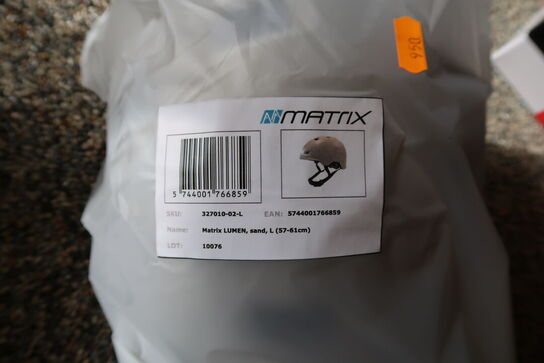 950
MATRIX
5 744001 766859
SKU: 327010-02-L EAN: 5744001766859
Name: Matrix LUMEN, sand, L (57-61cm)
LOT: 10076